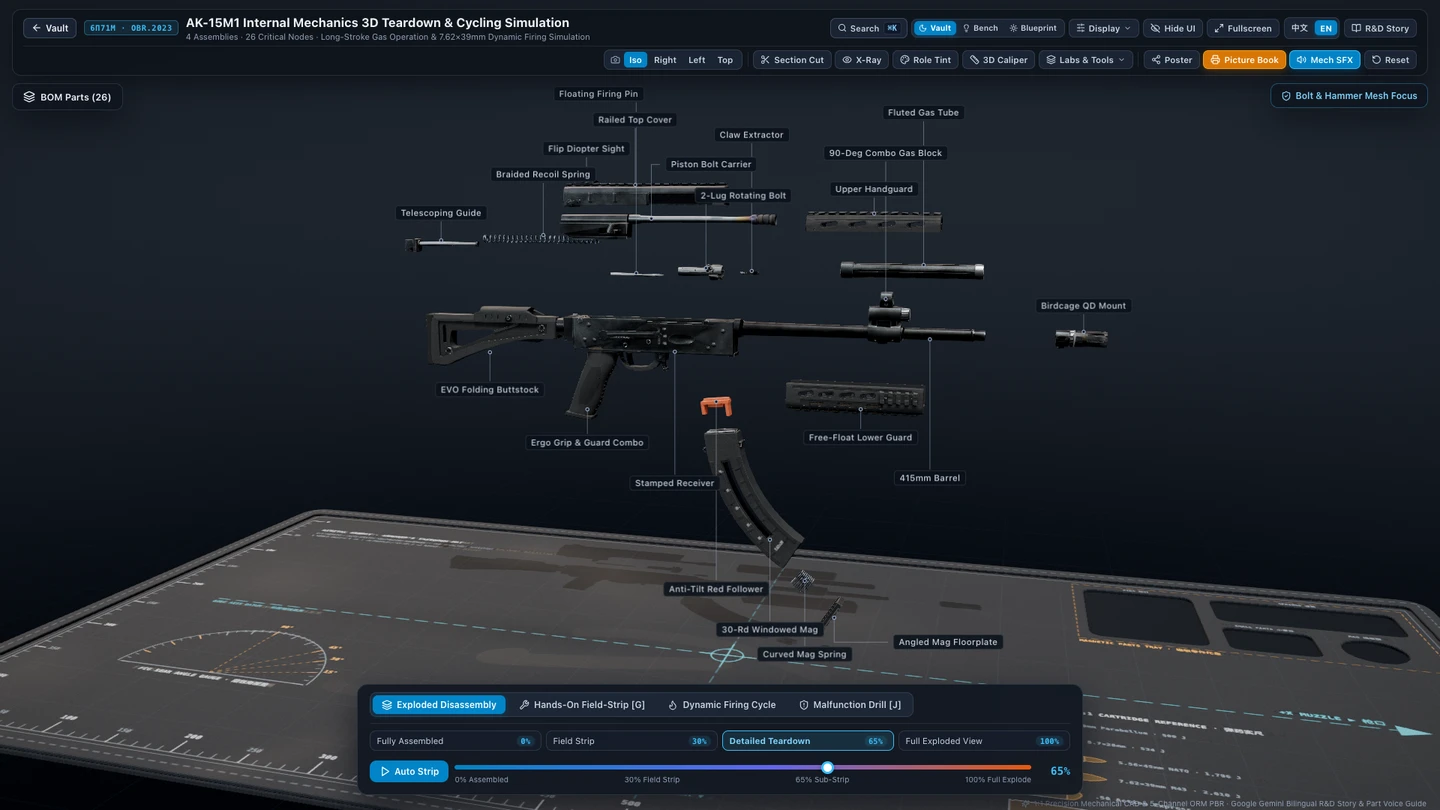 Vault
6П71M · OBR.2023
AK-15M1 Internal Mechanics 3D Teardown & Cycling Simulation
4 Assemblies · 26 Critical Nodes · Long-Stroke Gas Operation & 7.62×39mm Dynamic Firing Simulation
Search ⌘K
Vault
Bench
Blueprint
Display
Hide UI
Fullscreen
中文
EN
R&D Story
Iso
Right
Left
Top
Section Cut
X-Ray
Role Tint
3D Caliper
Labs & Tools
Poster
Picture Book
Mech SFX
Reset
BOM Parts (26)
Bolt & Hammer Mesh Focus
Floating Firing Pin
Railed Top Cover
Fluted Gas Tube
Claw Extractor
Flip Diopter Sight
90-Deg Combo Gas Block
Piston Bolt Carrier
Braided Recoil Spring
Upper Handguard
2-Lug Rotating Bolt
Telescoping Guide
Birdcage QD Mount
EVO Folding Buttstock
Ergo Grip & Guard Combo
Free-Float Lower Guard
Stamped Receiver
415mm Barrel
Anti-Tilt Red Follower
30-Rd Windowed Mag
Angled Mag Floorplate
Curved Mag Spring
+X MUZZLE ►
CARTRIDGE REFERENCE
Exploded Disassembly
Hands-On Field-Strip [G]
Dynamic Firing Cycle
Malfunction Drill [J]
Fully Assembled 0%
Field Strip 30%
Detailed Teardown 65%
Full Exploded View 100%
Auto Strip
65%
0% Assembled
30% Field Strip
65% Sub-Strip
100% Full Explode
Google Gemini Bilingual R&D Story & Part Voice Guide